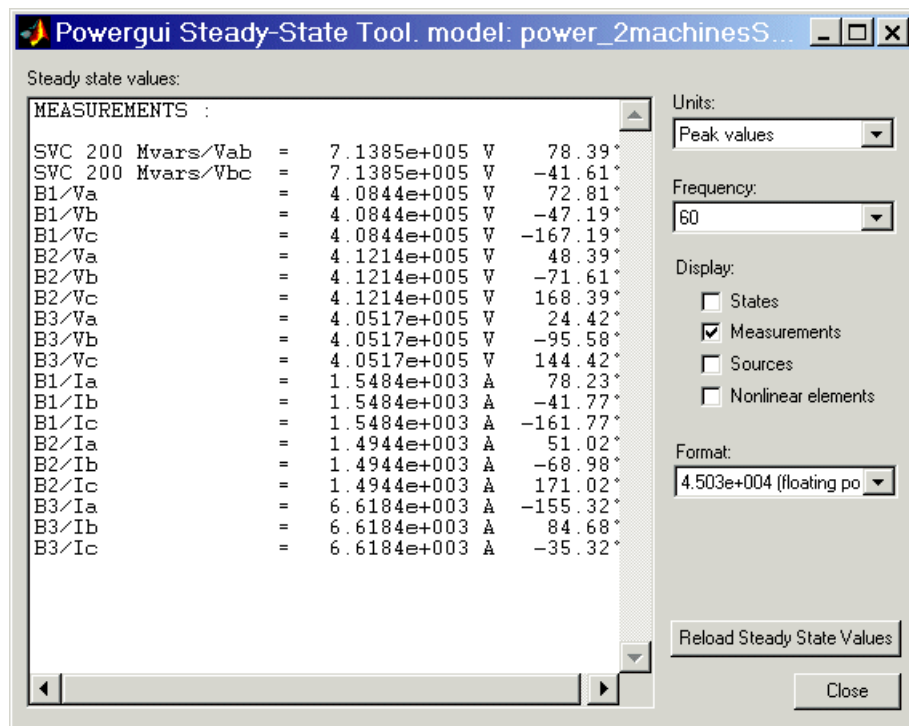 Powergui Steady-State Tool. model: power_2machinesS...
Steady state values:
MEASUREMENTS :
SVC 200 Mvars/Vab = 7.1385e+005 V 78.39°
SVC 200 Mvars/Vbc = 7.1385e+005 V -41.61°
B1/Va = 4.0844e+005 V 72.81°
B1/Vb = 4.0844e+005 V -47.19°
B1/Vc = 4.0844e+005 V -167.19°
B2/Va = 4.1214e+005 V 48.39°
B2/Vb = 4.1214e+005 V -71.61°
B2/Vc = 4.1214e+005 V 168.39°
B3/Va = 4.0517e+005 V 24.42°
B3/Vb = 4.0517e+005 V -95.58°
B3/Vc = 4.0517e+005 V 144.42°
B1/Ia = 1.5484e+003 A 78.23°
B1/Ib = 1.5484e+003 A -41.77°
B1/Ic = 1.5484e+003 A -161.77°
B2/Ia = 1.4944e+003 A 51.02°
B2/Ib = 1.4944e+003 A -68.98°
B2/Ic = 1.4944e+003 A 171.02°
B3/Ia = 6.6184e+003 A -155.32°
B3/Ib = 6.6184e+003 A 84.68°
B3/Ic = 6.6184e+003 A -35.32°
Units:
Peak values
Frequency:
60
Display:
States
Measurements
Sources
Nonlinear elements
Format:
4.503e+004 (floating po
Reload Steady State Values
Close